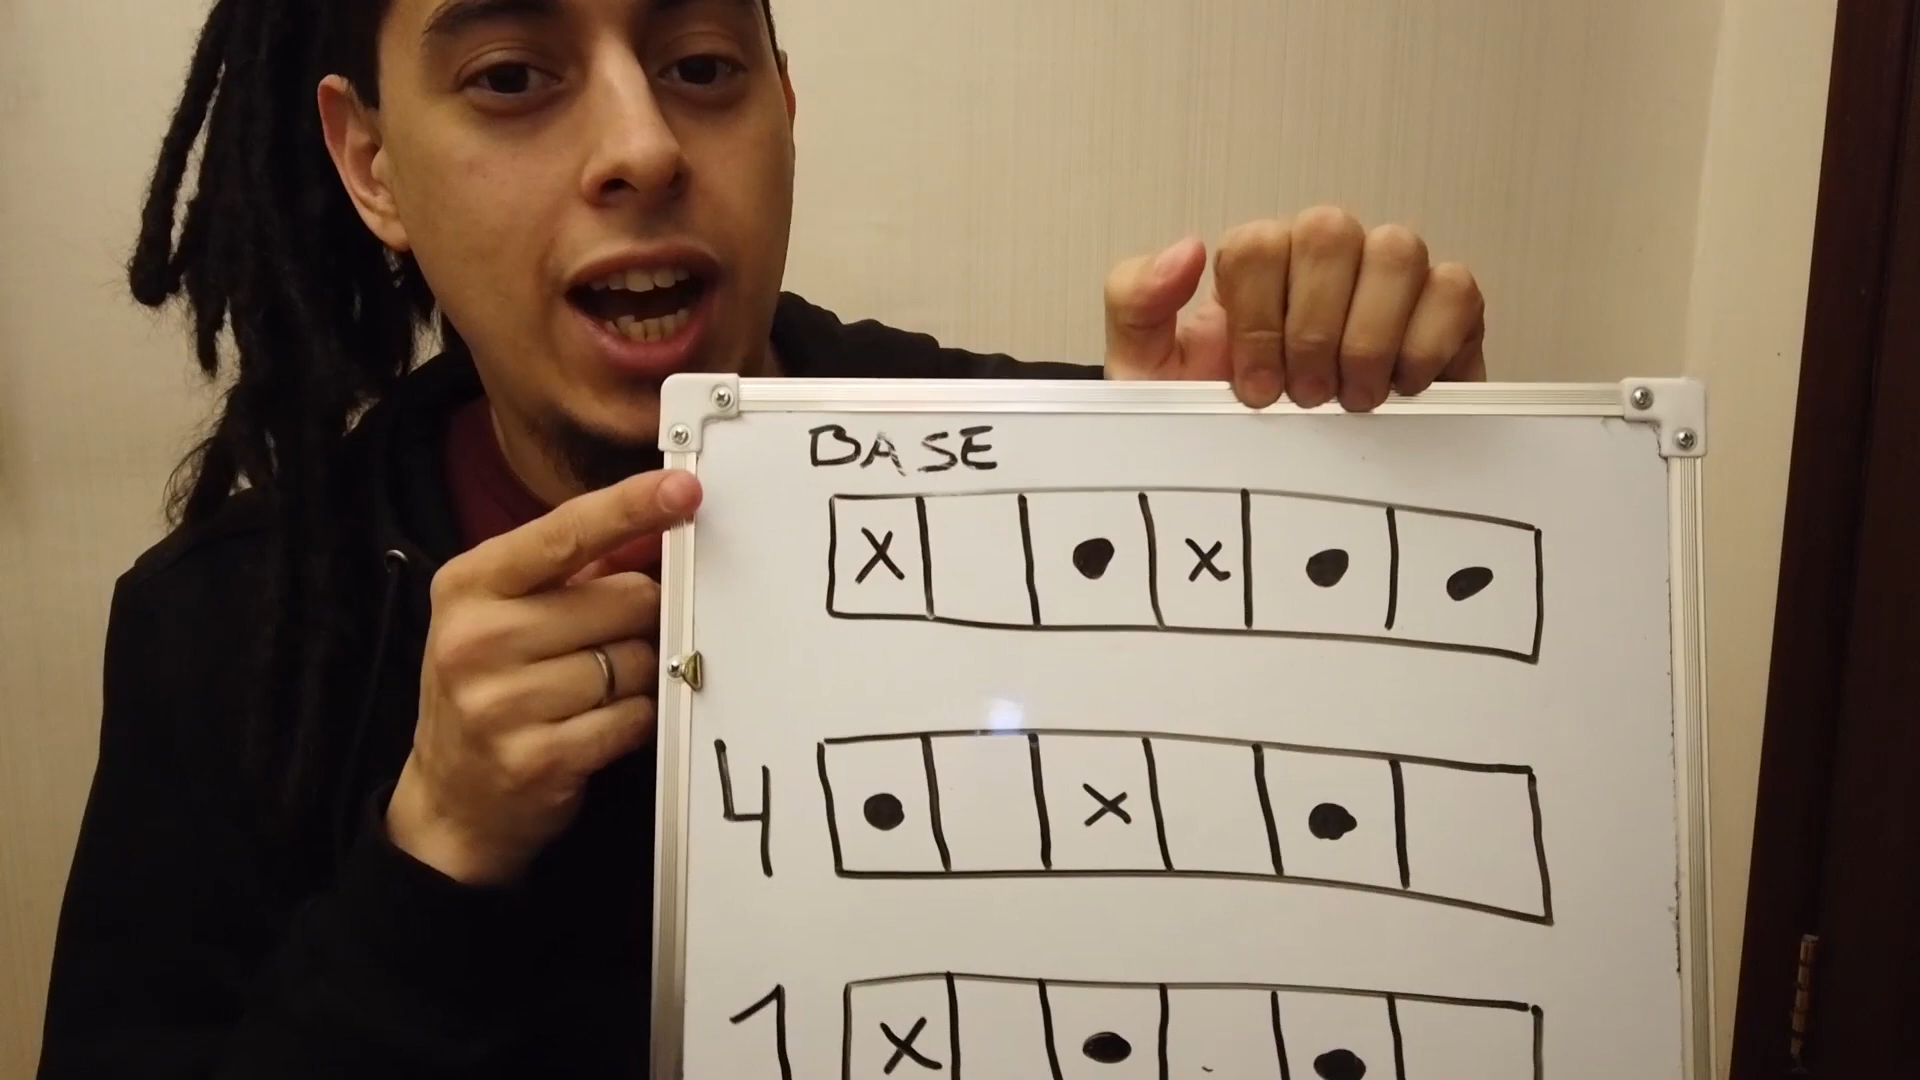 BASE
X • X • •
4 • X •
1 X • •